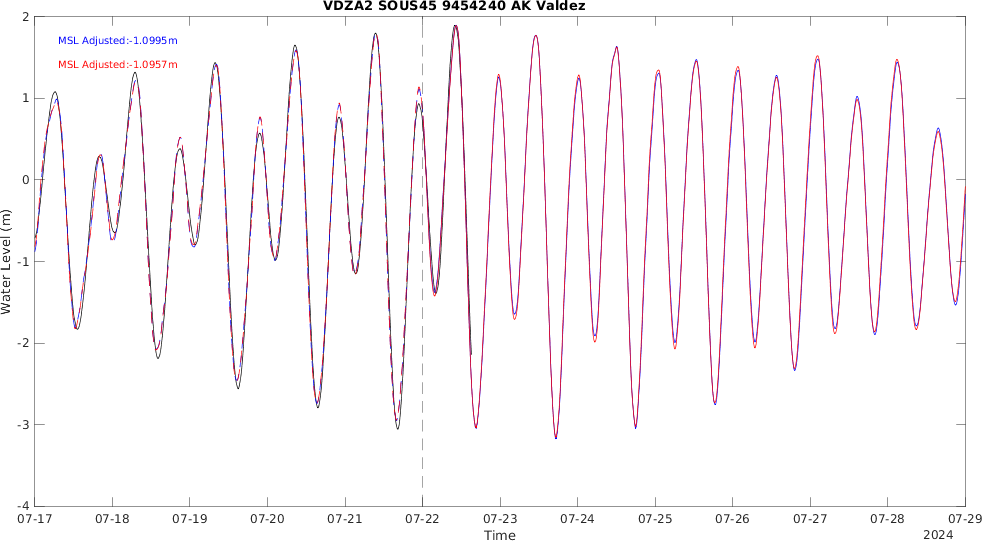 VDZA2 SOUS45 9454240 AK Valdez
MSL Adjusted:-1.0995m
MSL Adjusted:-1.0957m
Water Level (m)
2
1
0
-1
-2
-3
-4
07-17 07-18 07-19 07-20 07-21 07-22 07-23 07-24 07-25 07-26 07-27 07-28 07-29
Time
2024